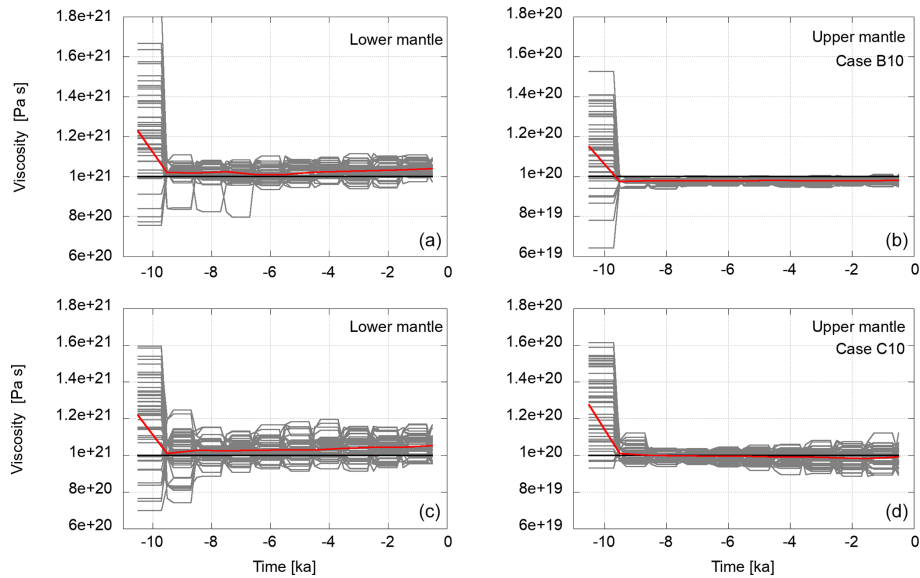 1.8e+21
1.6e+21
1.4e+21
1.2e+21
1e+21
8e+20
6e+20
Viscosity [Pa s]
Lower mantle
(a)
-10 -8 -6 -4 -2 0
1.8e+20
1.6e+20
1.4e+20
1.2e+20
1e+20
8e+19
6e+19
Upper mantle
Case B10
(b)
-10 -8 -6 -4 -2 0
1.8e+21
1.6e+21
1.4e+21
1.2e+21
1e+21
8e+20
6e+20
Viscosity [Pa s]
Lower mantle
(c)
-10 -8 -6 -4 -2 0
Time [ka]
1.8e+20
1.6e+20
1.4e+20
1.2e+20
1e+20
8e+19
6e+19
Upper mantle
Case C10
(d)
-10 -8 -6 -4 -2 0
Time [ka]